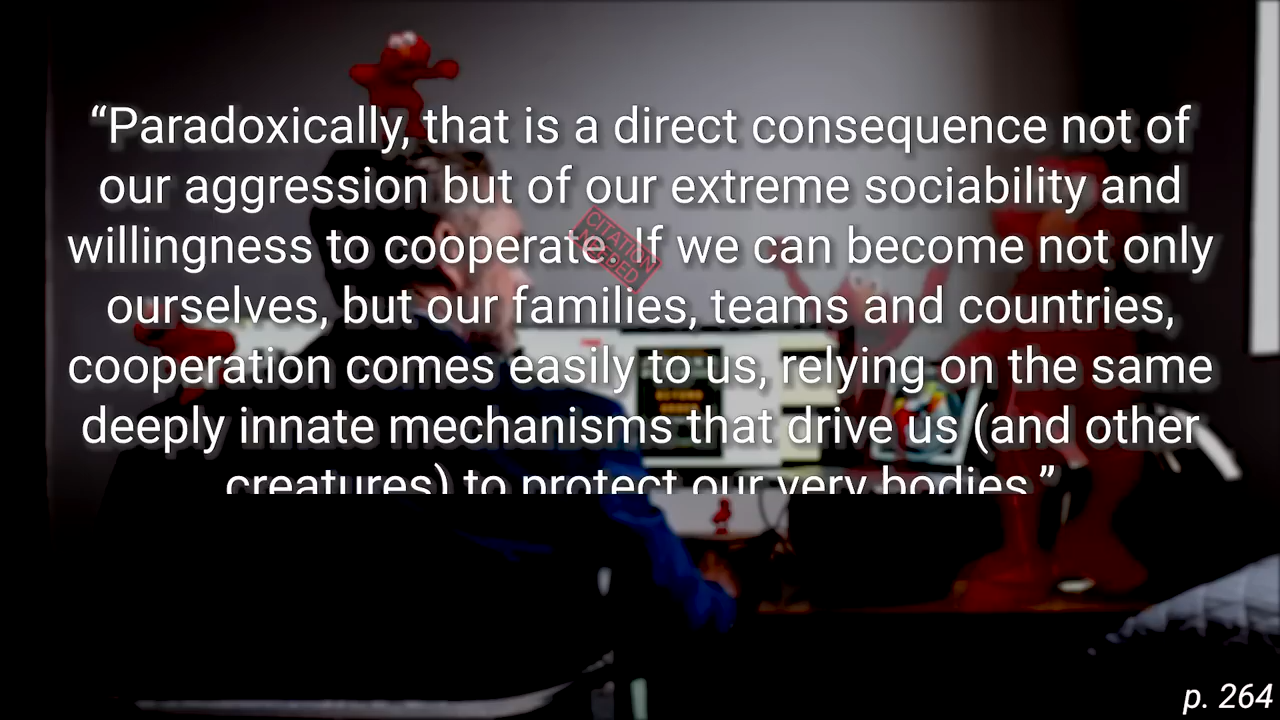 “Paradoxically, that is a direct consequence not of
our aggression but of our extreme sociability and
willingness to cooperate. If we can become not only
ourselves, but our families, teams and countries,
cooperation comes easily to us, relying on the same
deeply innate mechanisms that drive us (and other
creatures) to protect our very bodies.”
CITATION
NEEDED
p. 264